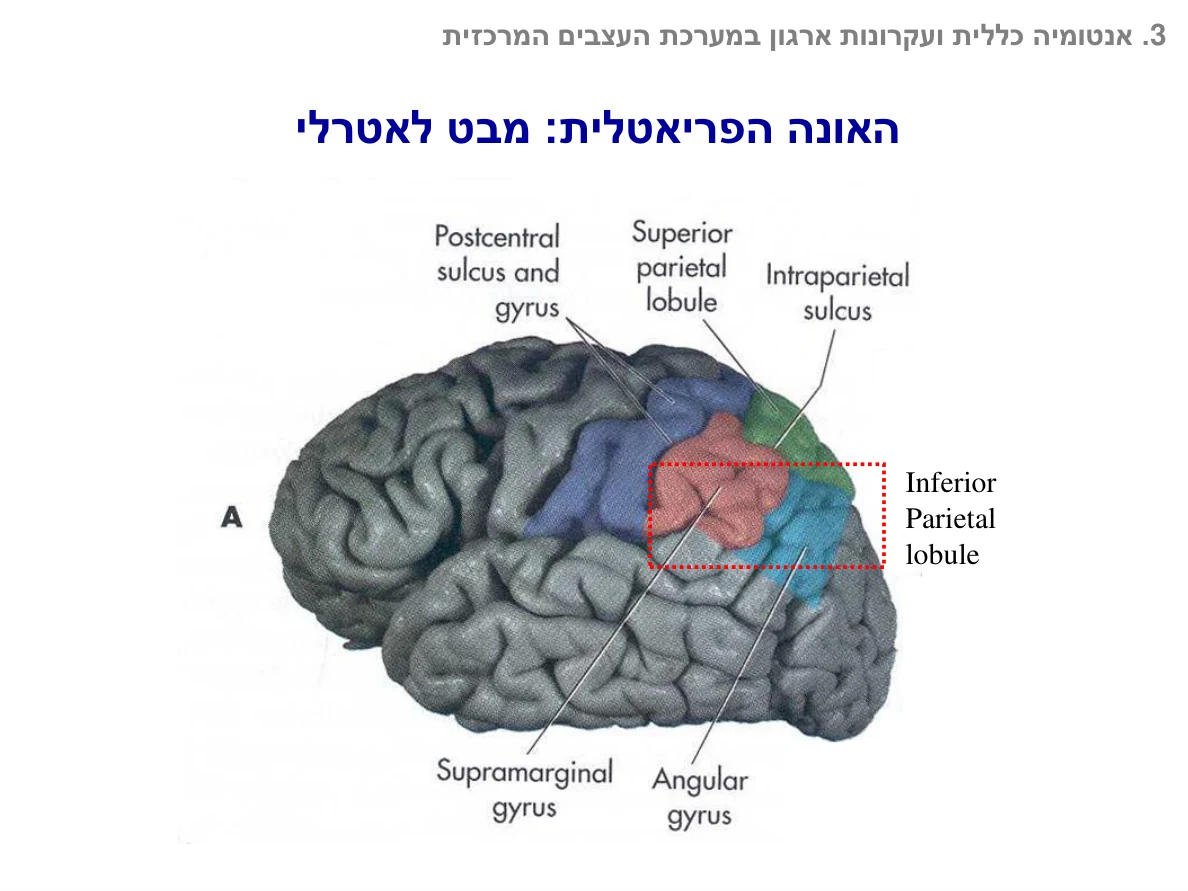 3. אנטומיה כללית ועקרונות ארגון במערכת העצבים המרכזית
האונה הפריאטלית: מבט לאטרלי
Postcentral
sulcus and
gyrus
Superior
parietal
lobule
Intraparietal
sulcus
A
Inferior
Parietal
lobule
Supramarginal
gyrus
Angular
gyrus